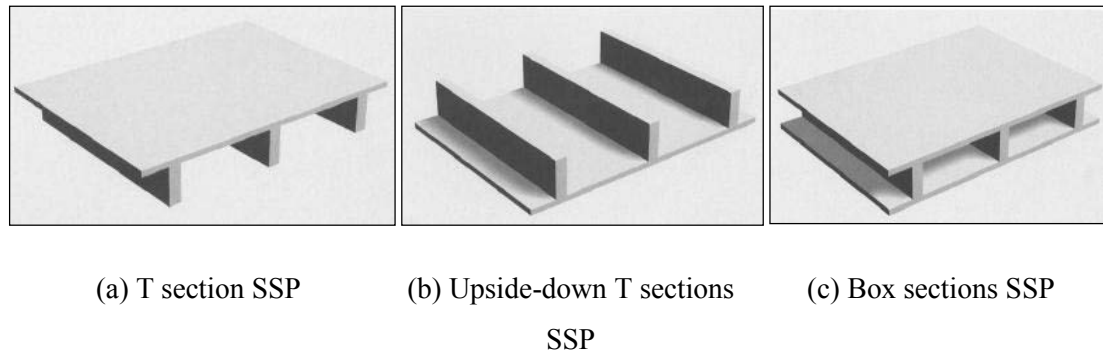 (a) T section SSP
(b) Upside-down T sections
SSP
(c) Box sections SSP